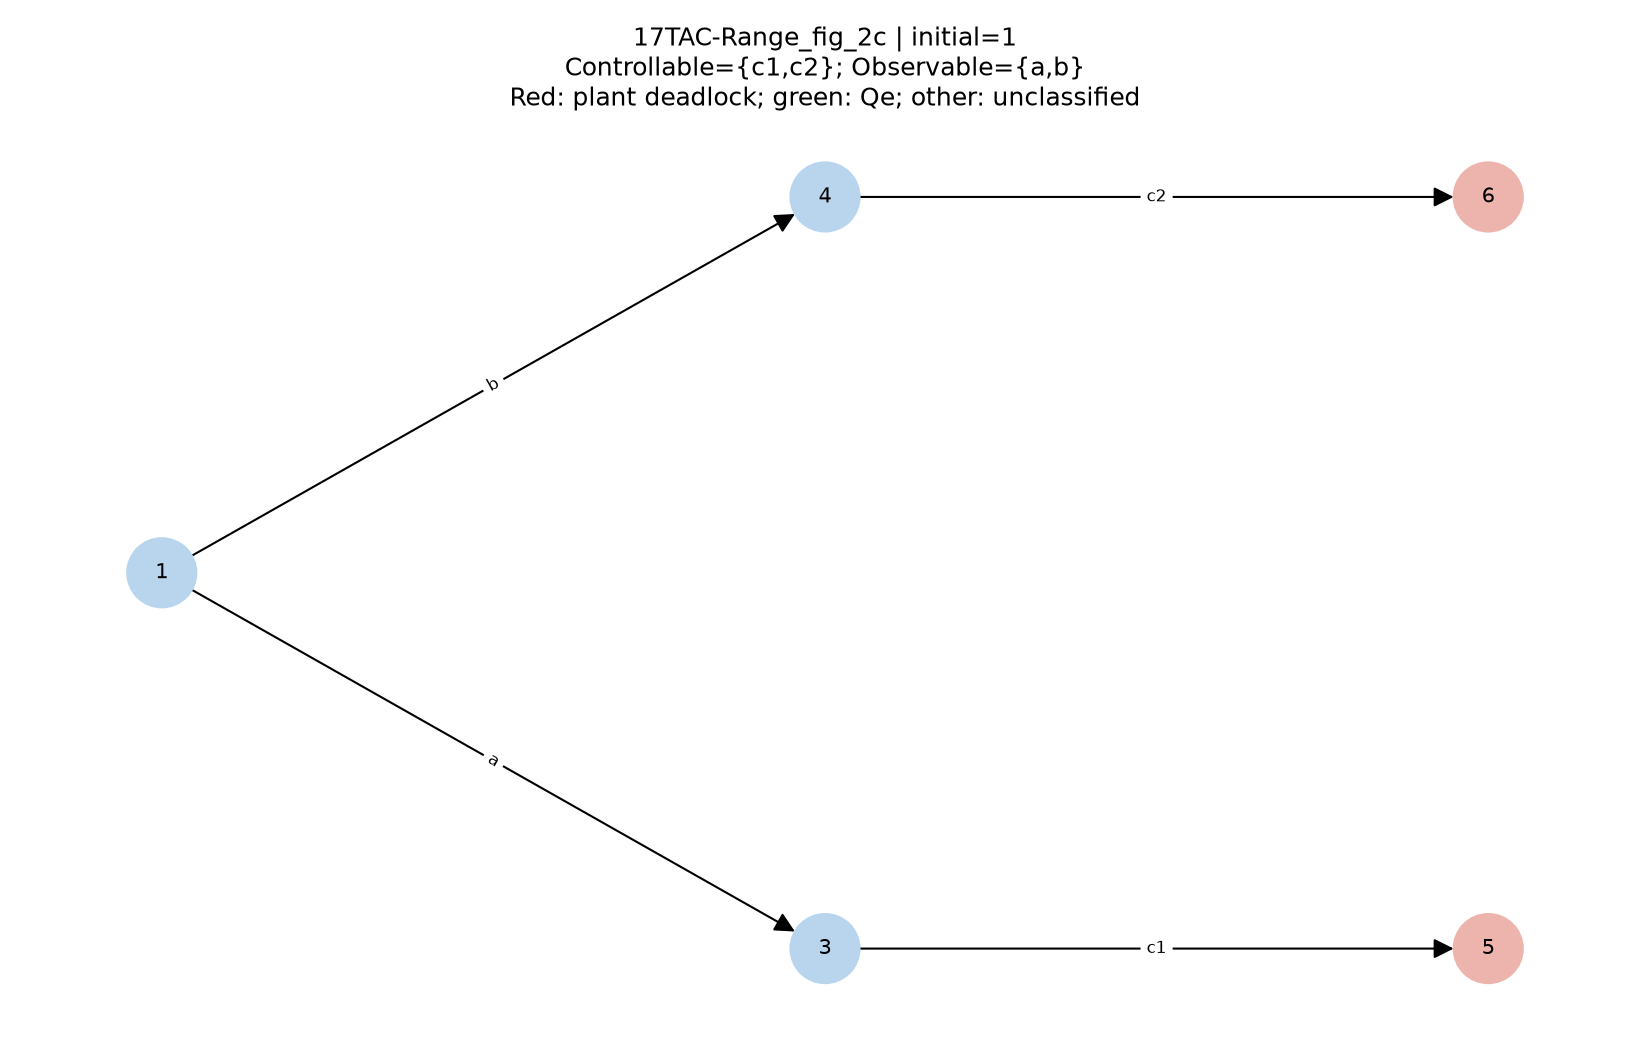 17TAC-Range_fig_2c | initial=1
Controllable={c1,c2}; Observable={a,b}
Red: plant deadlock; green: Qe; other: unclassified
4
c2
6
b
1
a
3
c1
5